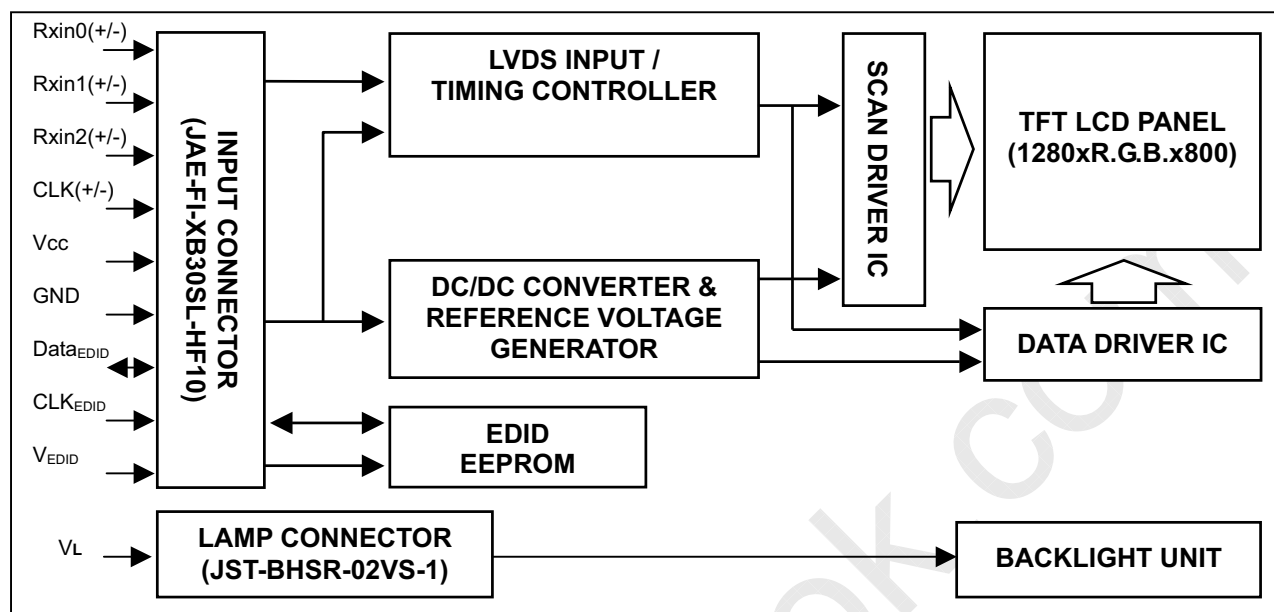 Rxin0(+/-)
Rxin1(+/-)
Rxin2(+/-)
CLK(+/-)
Vcc
GND
DataEDID
CLKEDID
VEDID
VL
INPUT CONNECTOR
(JAE-FI-XB30SL-HF10)
LVDS INPUT /
TIMING CONTROLLER
DC/DC CONVERTER &
REFERENCE VOLTAGE
GENERATOR
EDID
EEPROM
SCAN DRIVER IC
TFT LCD PANEL
(1280xR.G.B.x800)
DATA DRIVER IC
LAMP CONNECTOR
(JST-BHSR-02VS-1)
BACKLIGHT UNIT
ok com